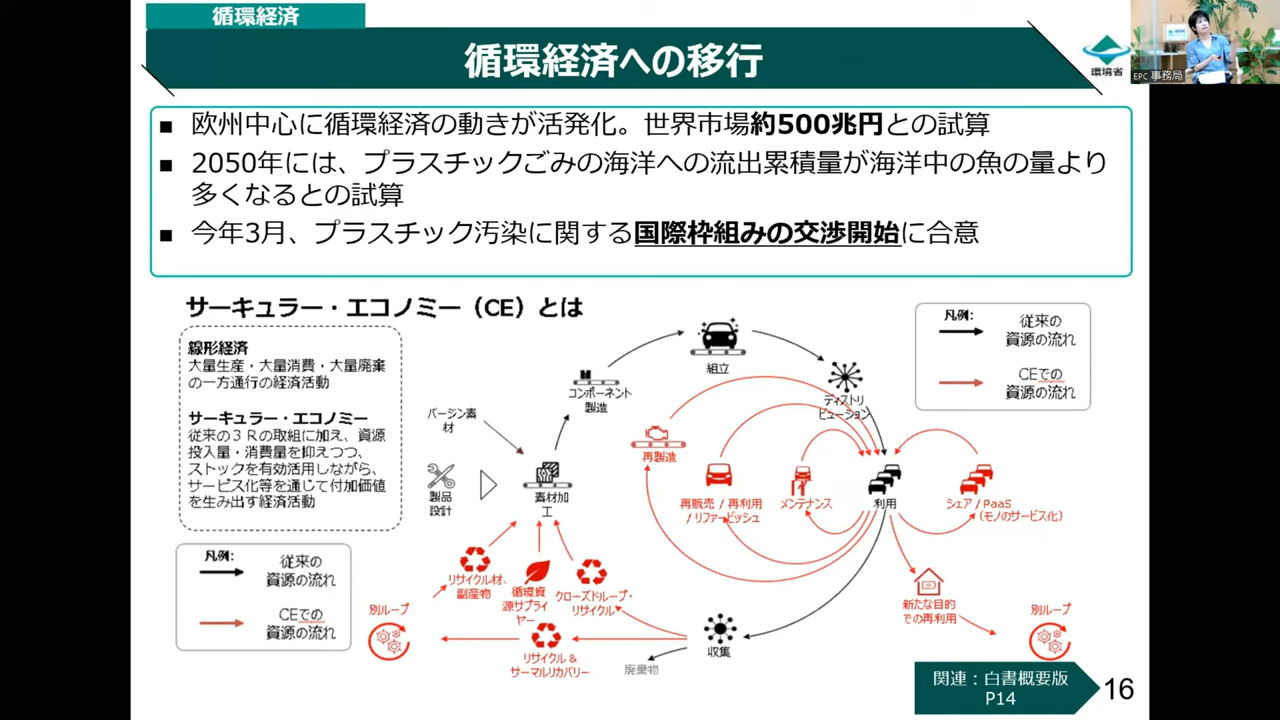 循環経済
循環経済への移行
環境省
EPC 事務局
■ 欧州中心に循環経済の動きが活発化。世界市場約500兆円との試算
■ 2050年には、プラスチックごみの海洋への流出累積量が海洋中の魚の量より
多くなるとの試算
■ 今年3月、プラスチック汚染に関する国際枠組みの交渉開始に合意
サーキュラー・エコノミー（CE）とは
線形経済
大量生産・大量消費・大量廃棄
の一方通行の経済活動
サーキュラー・エコノミー
従来の３Ｒの取組に加え、資源
投入量・消費量を抑えつつ、
ストックを有効活用しながら、
サービス化等を通じて付加価値
を生み出す経済活動
凡例:
従来の
資源の流れ
CEでの
資源の流れ
凡例:
従来の
資源の流れ
CEでの
資源の流れ
組立
コンポーネント
製造
ディストリ
ビューション
バージン素
材
製品
設計
素材加
工
再製造
再販売 / 再利用
/ リファービッシュ
メンテナンス
利用
シェア / PaaS
（モノのサービス化）
リサイクル材、
副産物
循環資
源サプライ
ヤー
クローズドループ・
リサイクル
新たな目的
での再利用
別ループ
別ループ
リサイクル &
サーマルリカバリー
廃棄物
収集
関連：白書概要版
P14
16